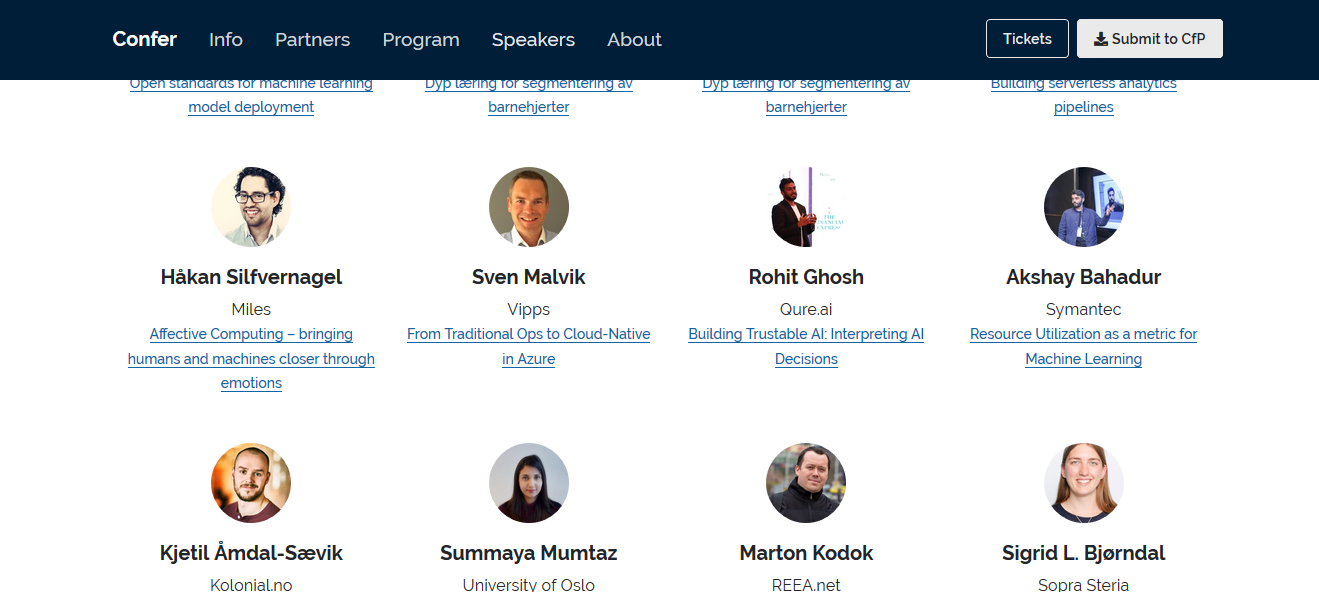 Confer Info Partners Program Speakers About Tickets Submit to CfP
Open standards for machine learning Dyp læring for segmentering av Dyp læring for segmentering av Building serverless analytics
model deployment barnehjerter barnehjerter pipelines
THE
FINANCIAL
EXPRESS
Håkan Silfvernagel Sven Malvik Rohit Ghosh Akshay Bahadur
Miles Vipps Qure.ai Symantec
Affective Computing – bringing From Traditional Ops to Cloud-Native Building Trustable AI: Interpreting AI Resource Utilization as a metric for
humans and machines closer through in Azure Decisions Machine Learning
emotions
Kjetil Åmdal-Sævik Summaya Mumtaz Marton Kodok Sigrid L. Bjørndal
Kolonial.no University of Oslo REEA.net Sopra Steria